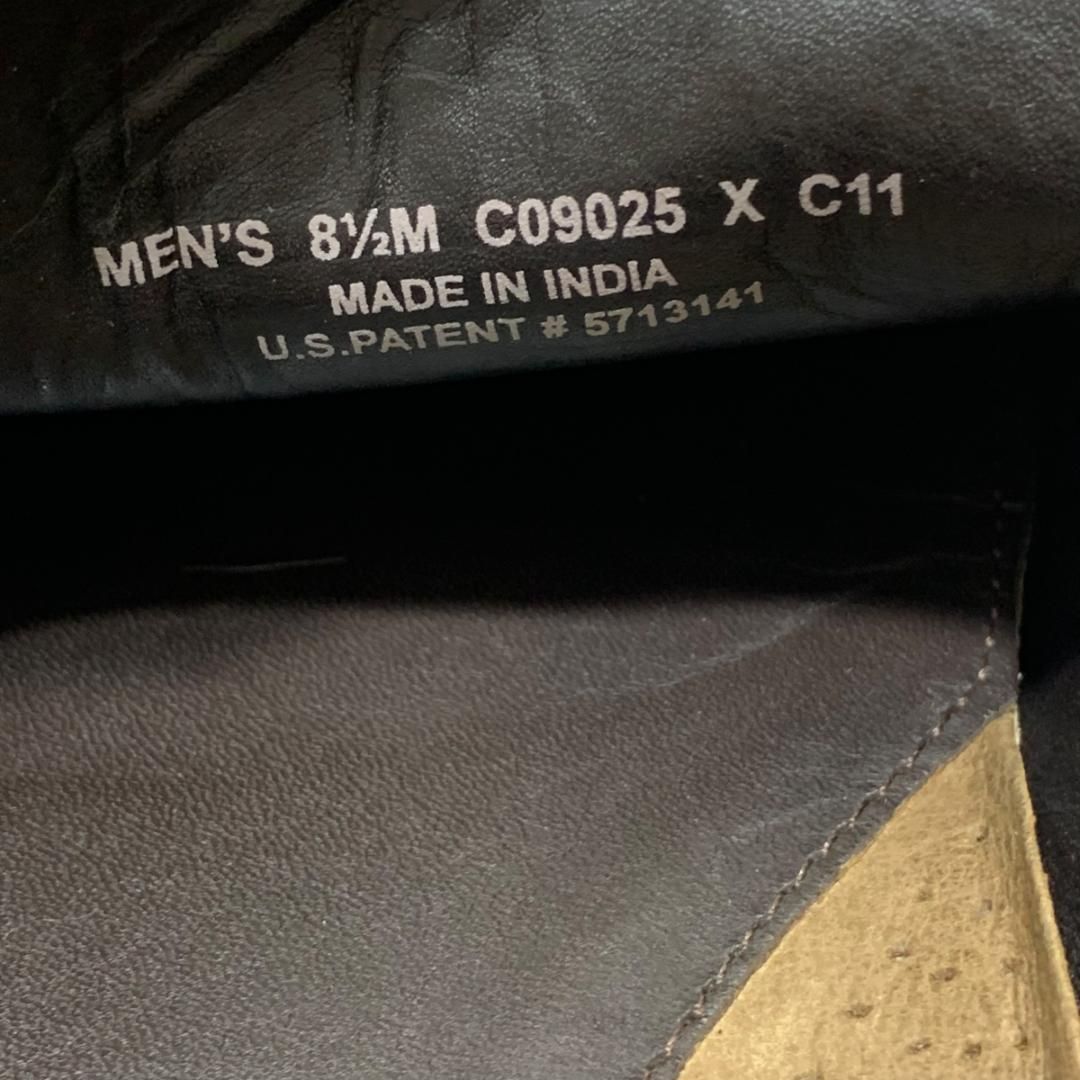 MEN'S 8½M C09025 X C11
MADE IN INDIA
U.S.PATENT # 5713141